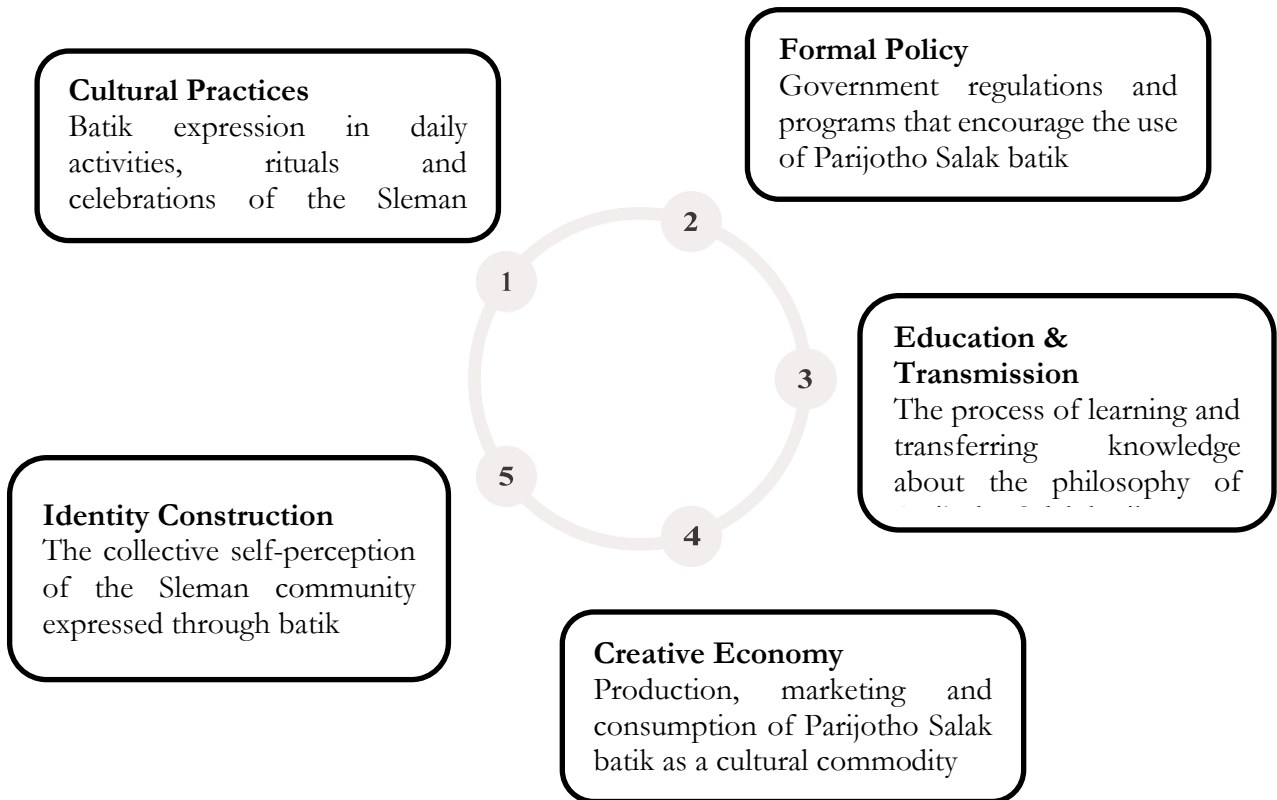 Cultural Practices
Batik expression in daily
activities, rituals and
celebrations of the Sleman
Formal Policy
Government regulations and
programs that encourage the use
of Parijotho Salak batik
1
2
3
4
5
Education &
Transmission
The process of learning and
transferring knowledge
about the philosophy of
Identity Construction
The collective self-perception
of the Sleman community
expressed through batik
Creative Economy
Production, marketing and
consumption of Parijotho Salak
batik as a cultural commodity